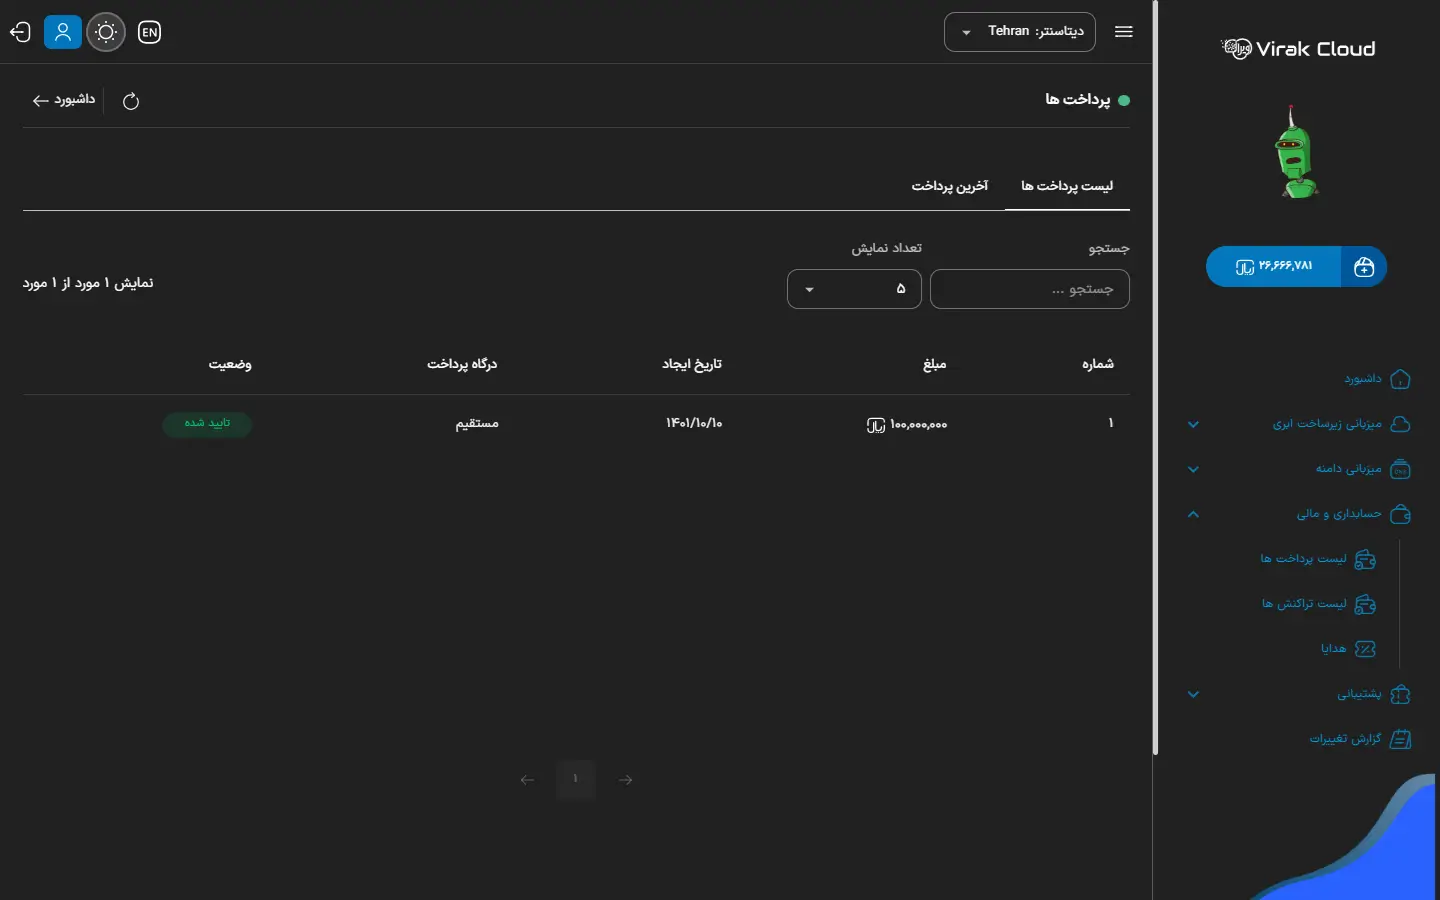 Virak Cloud
۲۶,۶۶۶,۷۸۱
داشبورد
میزبانی زیرساخت ابری
میزبانی دامنه
حسابداری و مالی
لیست پرداخت ها
لیست تراکنش ها
هدایا
پشتیبانی
گزارش تغییرات
دیتاسنتر: Tehran
EN
پرداخت ها
داشبورد
لیست پرداخت ها
آخرین پرداخت
جستجو
تعداد نمایش
جستجو ...
۵
نمایش ۱ مورد از ۱ مورد
شماره مبلغ تاریخ ایجاد درگاه پرداخت وضعیت
۱ ۱۰۰,۰۰۰,۰۰۰ ۱۴۰۱/۱۰/۱۰ مستقیم تایید شده
۱